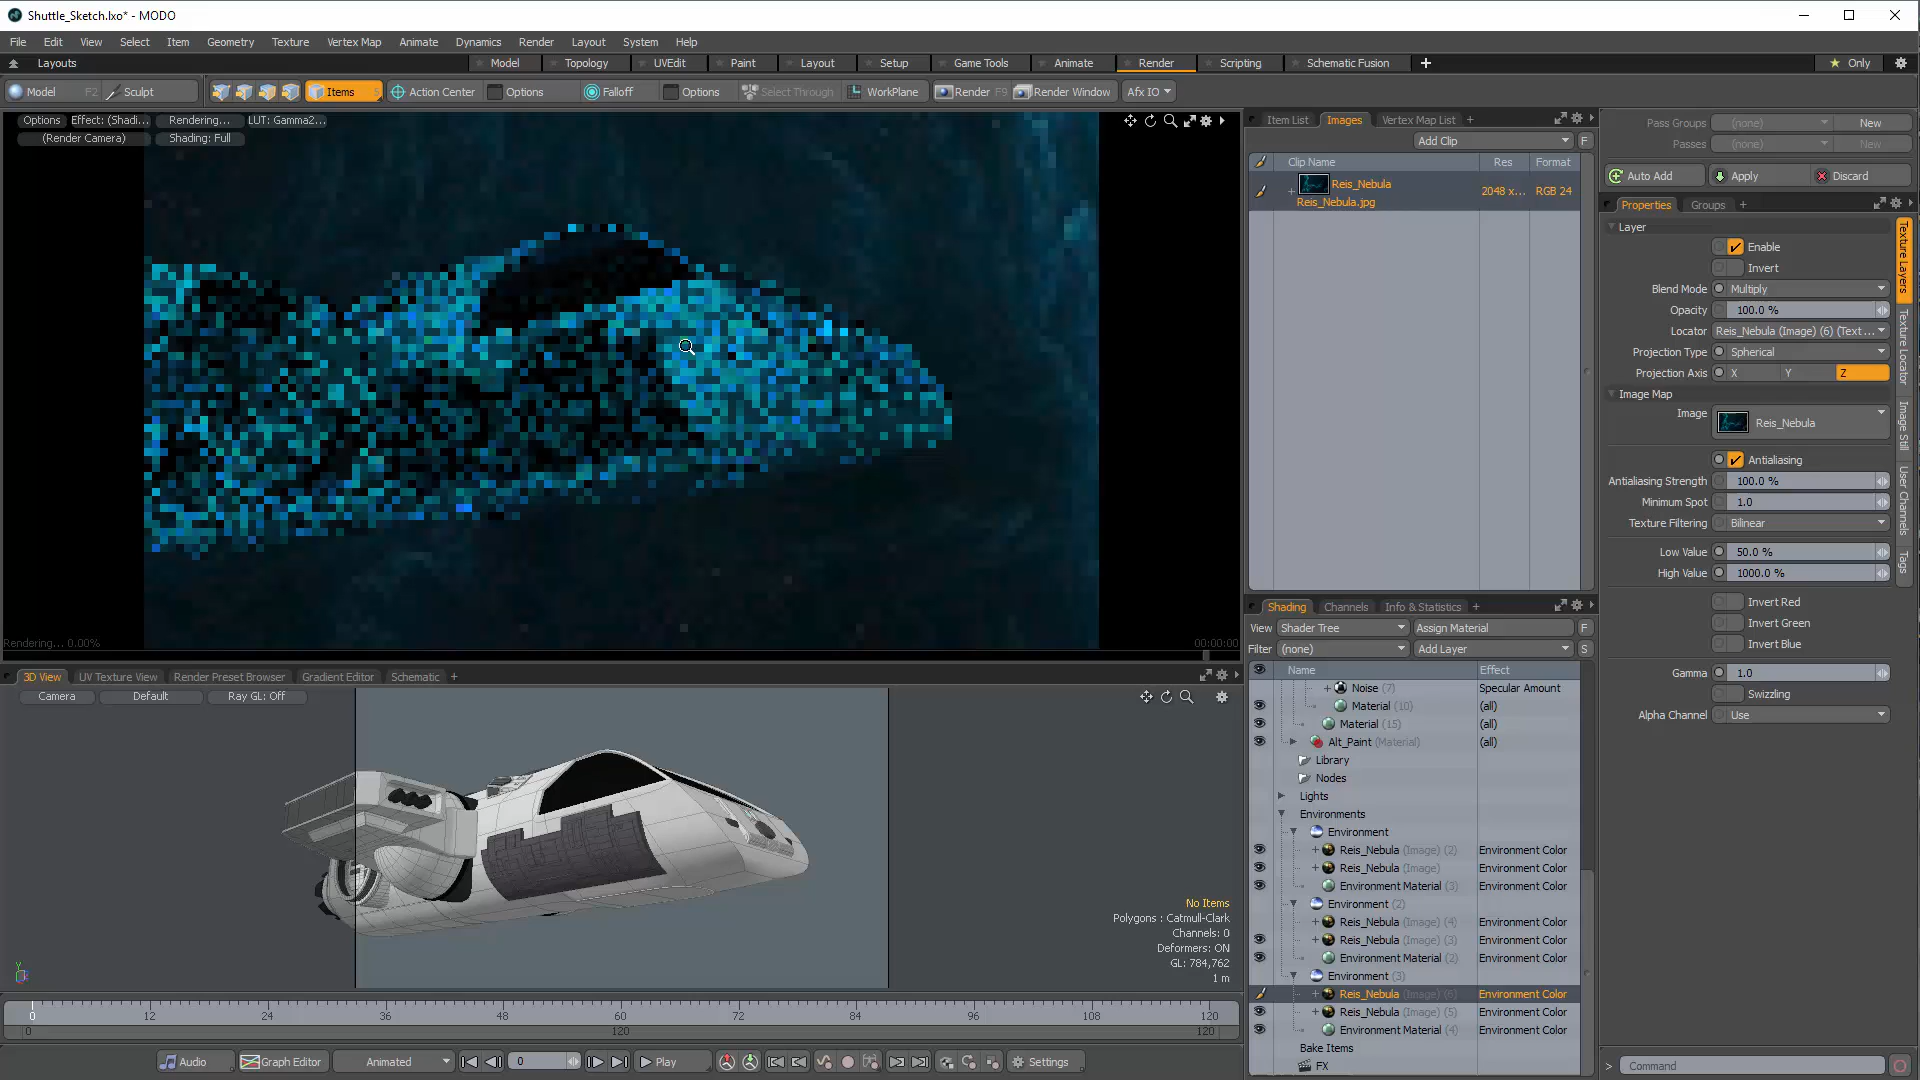 Shuttle_Sketch.lxo* - MODO
File Edit View Select Item Geometry Texture Vertex Map Animate Dynamics Render Layout System Help
Layouts Model Topology UVEdit Paint Layout Setup Game Tools Animate Render Scripting Schematic Fusion + Only
Model F2 Sculpt Items 5 Action Center Options Falloff Options Select Through WorkPlane Render F9 Render Window Afx IO
Options Effect: (Shadi... Rendering... LUT: Gamma2...
(Render Camera) Shading: Full
Rendering... 0.00% 00:00:00
3D View UV Texture View Render Preset Browser Gradient Editor Schematic +
Camera Default Ray GL: Off
No Items
Polygons : Catmull-Clark
Channels: 0
Deformers: ON
GL: 784,762
1 m
Y
0 12 24 36 48 60 72 84 96 108 120
0 120 120
Audio Graph Editor Animated 0 Play Settings
Item List Images Vertex Map List +
Add Clip F
Clip Name Res Format
Reis_Nebula 2048 x... RGB 24
Reis_Nebula.jpg
Shading Channels Info & Statistics +
View Shader Tree Assign Material F
Filter (none) Add Layer S
Name Effect
Noise (7) Specular Amount
Material (10) (all)
Material (15) (all)
Alt_Paint (Material) (all)
Library
Nodes
Lights
Environments
Environment
Reis_Nebula (Image) (2) Environment Color
Reis_Nebula (Image) Environment Color
Environment Material (3) Environment Color
Environment (2)
Reis_Nebula (Image) (4) Environment Color
Reis_Nebula (Image) (3) Environment Color
Environment Material (2) Environment Color
Environment (3)
Reis_Nebula (Image) (6) Environment Color
Reis_Nebula (Image) (5) Environment Color
Environment Material (4) Environment Color
Bake Items
FX
Pass Groups (none) New
Passes (none) New
Auto Add Apply Discard
Properties Groups +
Layer
Enable
Invert
Blend Mode Multiply
Opacity 100.0 %
Locator Reis_Nebula (Image) (6) (Text ...
Projection Type Spherical
Projection Axis X Y Z
Image Map
Image Reis_Nebula
Antialiasing
Antialiasing Strength 100.0 %
Minimum Spot 1.0
Texture Filtering Bilinear
Low Value 50.0 %
High Value 1000.0 %
Invert Red
Invert Green
Invert Blue
Gamma 1.0
Swizzling
Alpha Channel Use
Texture Layers
Texture Locator
Image Still
User Channels
Tags
> Command